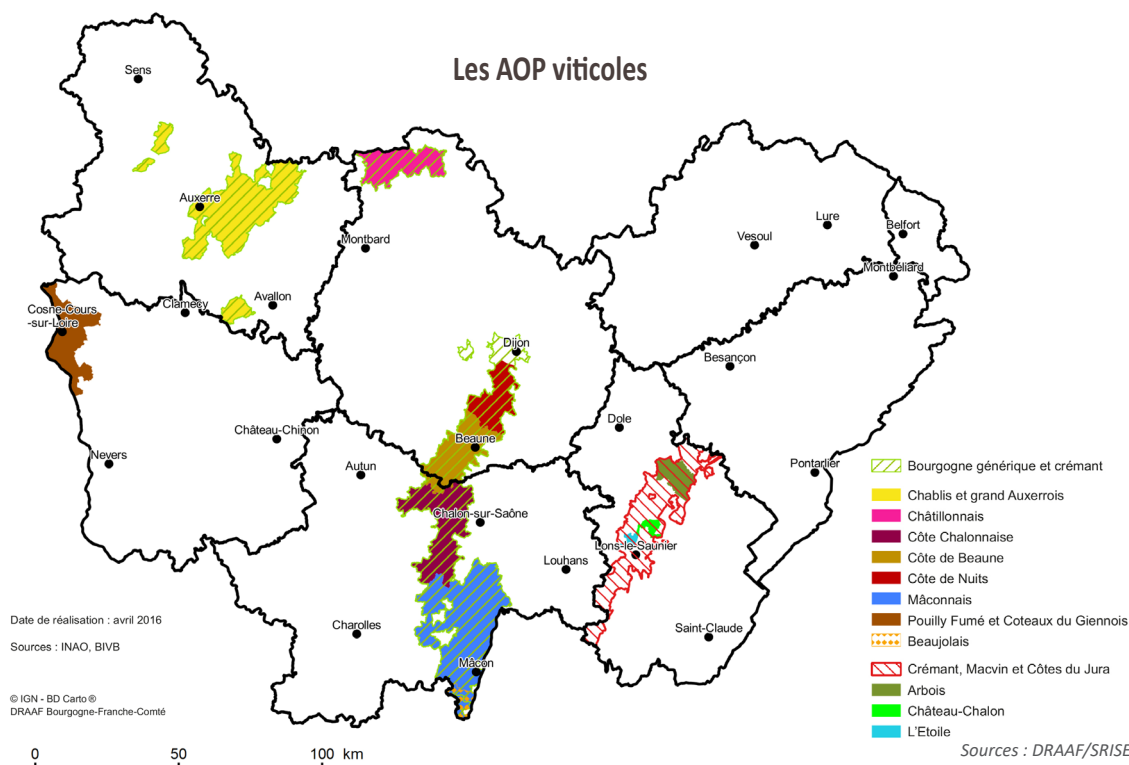 Les AOP viticoles
Sens
Auxerre
Montbard
Lure
Belfort
Vesoul
Montbéliard
Avallon
Clamecy
Cosne-Cours
-sur-Loire
Dijon
Besançon
Dole
Château-Chinon
Beaune
Nevers
Autun
Pontarlier
Chalon-sur-Saône
Lons-le-Saunier
Louhans
Charolles
Saint-Claude
Mâcon
Bourgogne générique et crémant
Chablis et grand Auxerrois
Châtillonnais
Côte Chalonnaise
Côte de Beaune
Côte de Nuits
Mâconnais
Pouilly Fumé et Coteaux du Giennois
Beaujolais
Crémant, Macvin et Côtes du Jura
Arbois
Château-Chalon
L'Etoile
Date de réalisation : avril 2016
Sources : INAO, BIVB
© IGN - BD Carto ®
DRAAF Bourgogne-Franche-Comté
0 50 100 km
Sources : DRAAF/SRISE